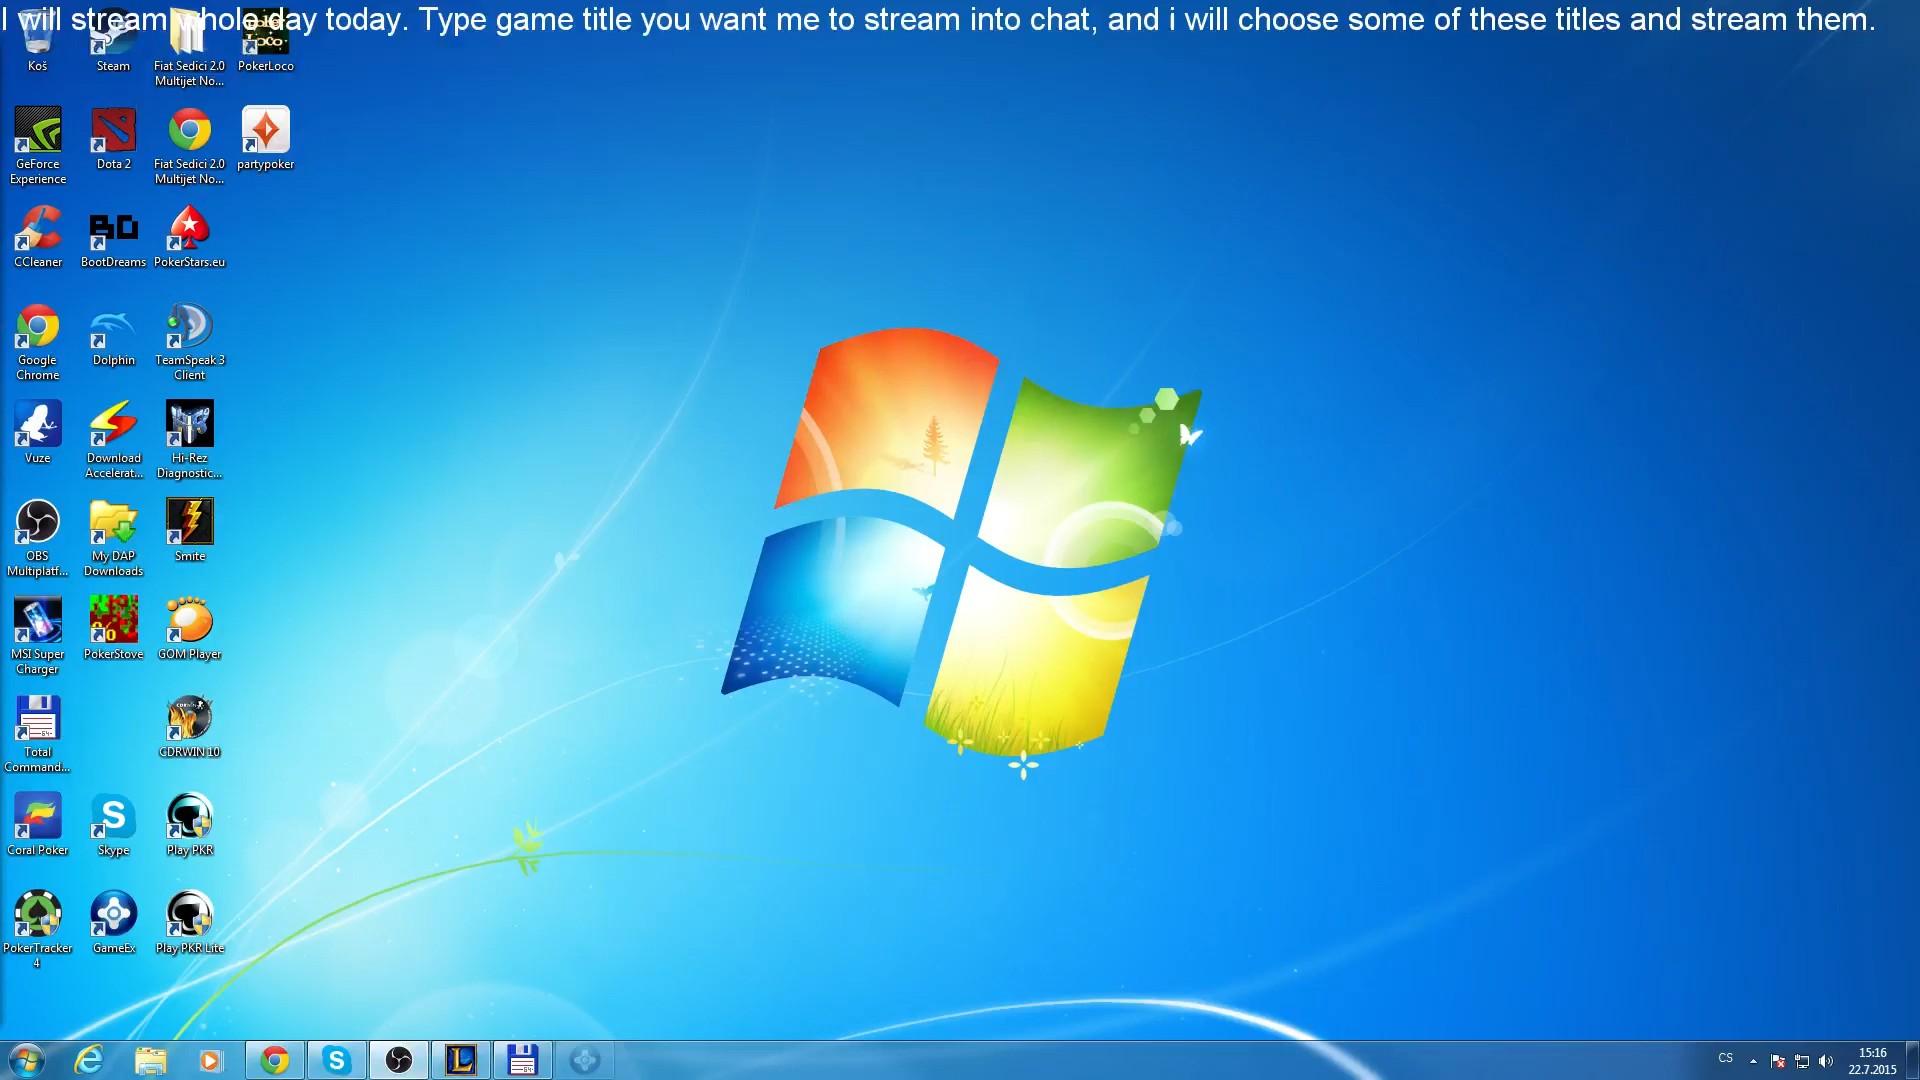 I will stream whole day today. Type game title you want me to stream into chat, and i will choose some of these titles and stream them.
Koš
Steam
Fiat Sedici 2.0
Multijet No...
PokerLoco
GeForce
Experience
Dota 2
Fiat Sedici 2.0
Multijet No...
partypoker
CCleaner
BootDreams
PokerStars.eu
Google
Chrome
Dolphin
TeamSpeak 3
Client
Vuze
Download
Accelerat...
Hi-Rez
Diagnostic...
OBS
Multiplatf...
My DAP
Downloads
Smite
MSI Super
Charger
PokerStove
GOM Player
Total
Command...
CDRWIN 10
Coral Poker
Skype
Play PKR
PokerTracker
4
GameEx
Play PKR Lite
CS
15:16
22.7.2015